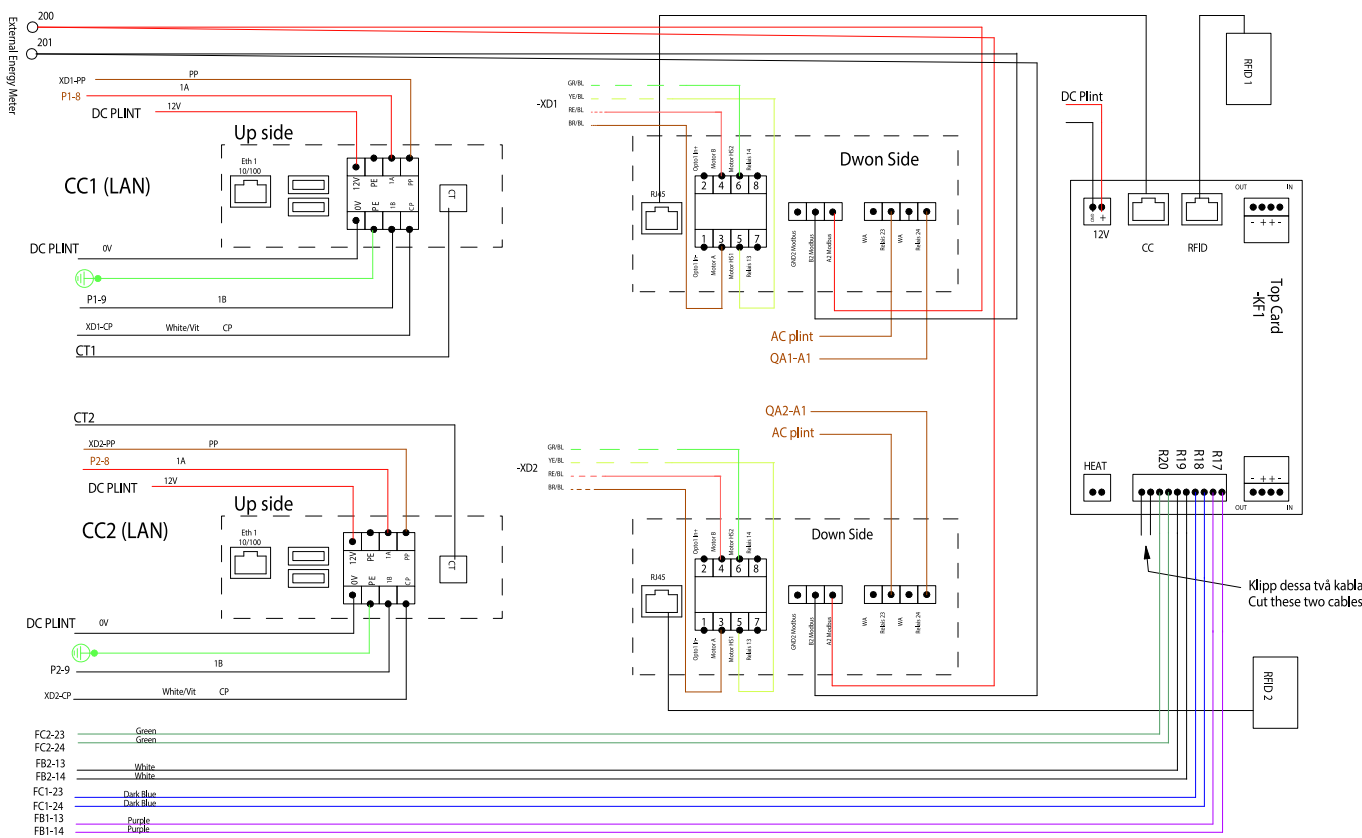 External Energy Meter
200
201
XD1-PP
PP
P1-8
1A
DC PLINT
12V
Up side
CC1 (LAN)
Eth 1
10/100
12V
PE
1A
PP
0V
PE
1B
CP
CT
DC PLINT
0V
P1-9
1B
XD1-CP
White/Vit
CP
CT1
-XD1
GR/BL
YE/BL
RE/BL
BR/BL
Dwon Side
RJ45
Opto1In+
Motor B
Motor HS2
Relais 14
2
4
6
8
1
3
5
7
Opto1In-
Motor A
Motor HS1
Relais 13
GND2 Modbus
B2 Modbus
A2 Modbus
WA
Relais 23
WA
Relais 24
AC plint
QA1-A1
RFID 1
DC Plint
GND
+
12V
CC
RFID
OUT
IN
- ++ -
Top Card
-KF1
HEAT
R20
R19
R18
R17
- ++ -
OUT
IN
Klipp dessa två kabla
Cut these two cables
CT2
XD2-PP
PP
P2-8
1A
DC PLINT
12V
Up side
CC2 (LAN)
Eth 1
10/100
12V
PE
1A
PP
0V
PE
1B
CP
CT
DC PLINT
0V
P2-9
1B
XD2-CP
White/Vit
CP
QA2-A1
AC plint
-XD2
GR/BL
YE/BL
RE/BL
BR/BL
Down Side
RJ45
Opto1In+
Motor B
Motor HS2
Relais 14
2
4
6
8
1
3
5
7
Opto1In-
Motor A
Motor HS1
Relais 13
GND2 Modbus
B2 Modbus
A2 Modbus
WA
Relais 23
WA
Relais 24
RFID 2
FC2-23
Green
FC2-24
Green
FB2-13
White
FB2-14
White
FC1-23
Dark Blue
FC1-24
Dark Blue
FB1-13
Purple
FB1-14
Purple